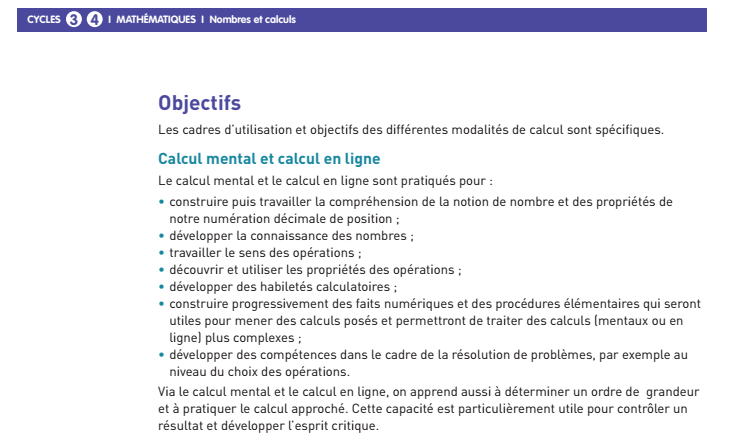 CYCLES 3 4 I MATHÉMATIQUES I Nombres et calculs
Objectifs
Les cadres d'utilisation et objectifs des différentes modalités de calcul sont spécifiques.
Calcul mental et calcul en ligne
Le calcul mental et le calcul en ligne sont pratiqués pour :
• construire puis travailler la compréhension de la notion de nombre et des propriétés de
notre numération décimale de position ;
• développer la connaissance des nombres ;
• travailler le sens des opérations ;
• découvrir et utiliser les propriétés des opérations ;
• développer des habiletés calculatoires ;
• construire progressivement des faits numériques et des procédures élémentaires qui seront
utiles pour mener des calculs posés et permettront de traiter des calculs (mentaux ou en
ligne) plus complexes ;
• développer des compétences dans le cadre de la résolution de problèmes, par exemple au
niveau du choix des opérations.
Via le calcul mental et le calcul en ligne, on apprend aussi à déterminer un ordre de grandeur
et à pratiquer le calcul approché. Cette capacité est particulièrement utile pour contrôler un
résultat et développer l'esprit critique.